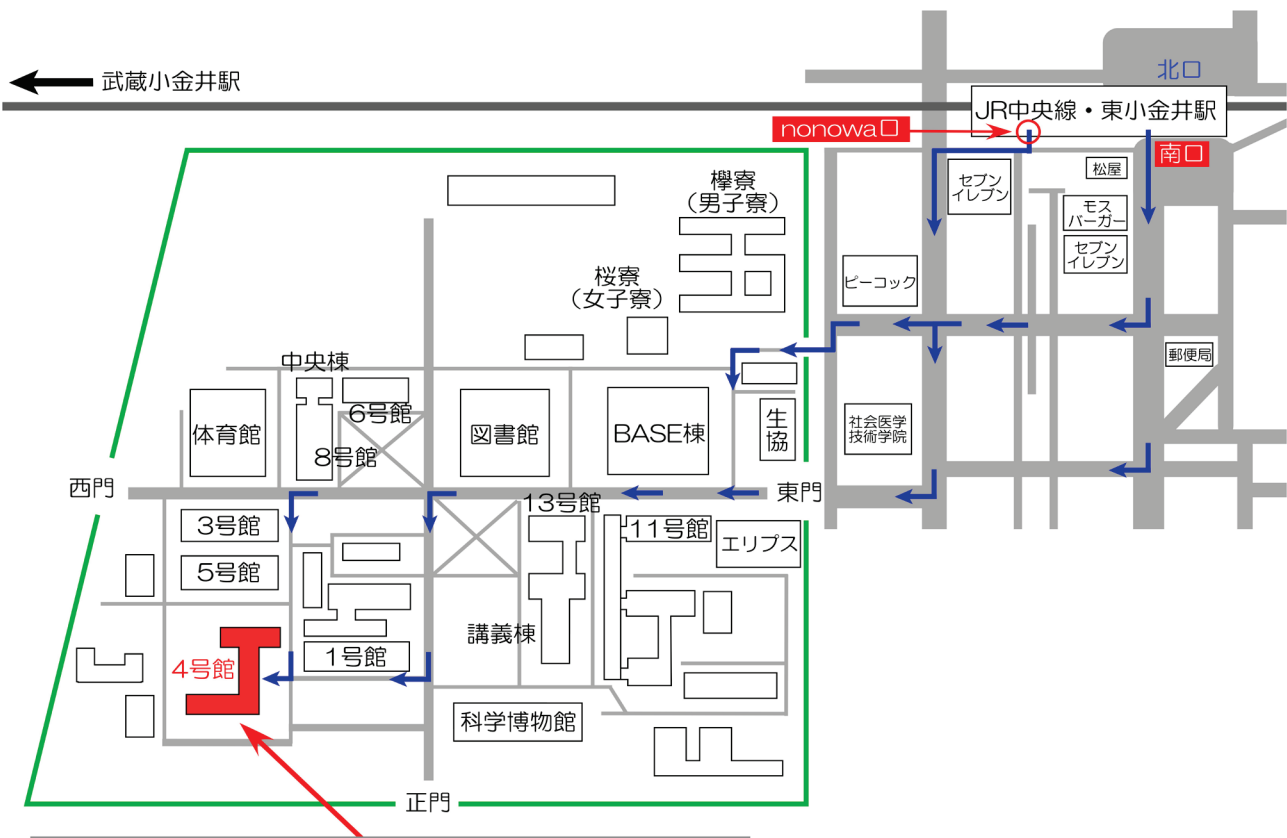 北口
武蔵小金井駅
JR中央線・東小金井駅
nonowa口
南口
松屋
セブン
イレブン
モス
バーガー
セブン
イレブン
欅寮
（男子寮）
ピーコック
桜寮
（女子寮）
郵便局
中央棟
6号館
体育館
8号館
図書館
BASE棟
生協
社会医学
技術学院
西門
東門
13号館
3号館
11号館
エリプス
5号館
講義棟
1号館
4号館
科学博物館
正門